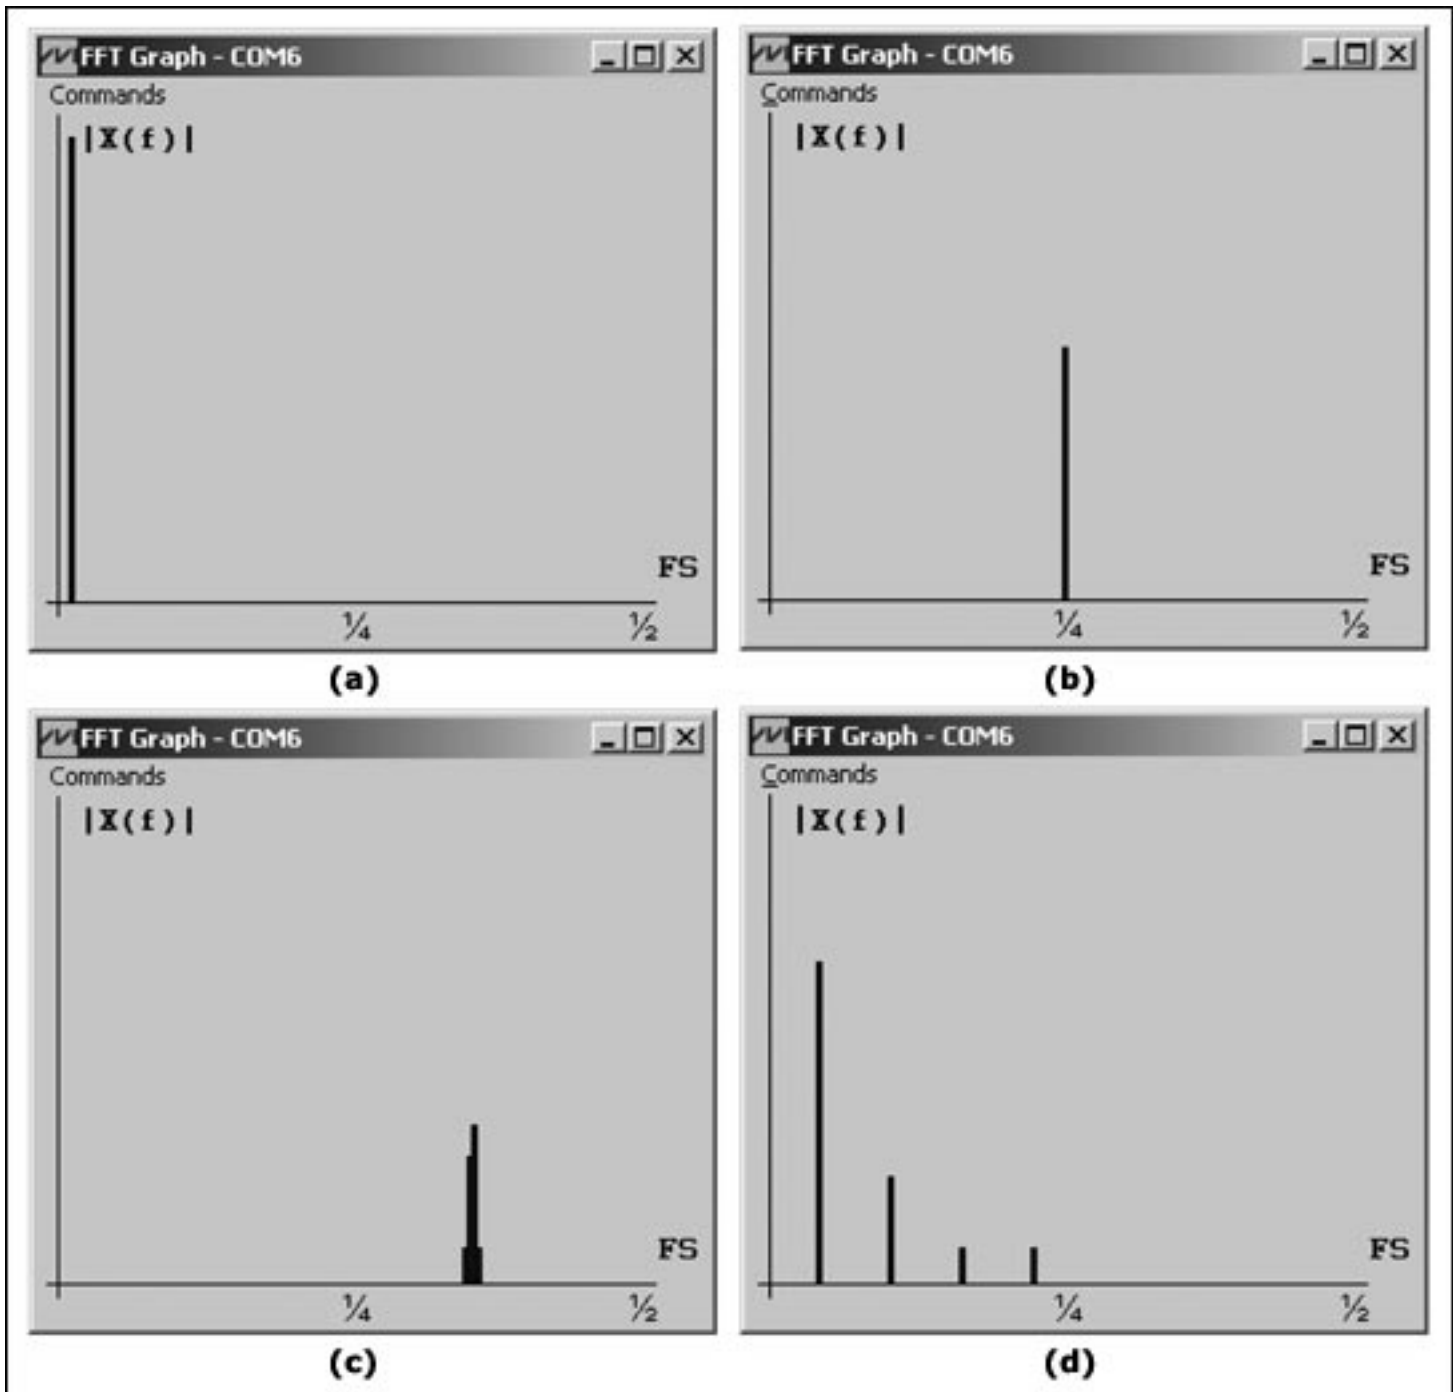 FFT Graph - COM6
Commands
|X(f)|
FS
¼ ½
(a)
FFT Graph - COM6
Commands
|X(f)|
FS
¼ ½
(b)
FFT Graph - COM6
Commands
|X(f)|
FS
¼ ½
(c)
FFT Graph - COM6
Commands
|X(f)|
FS
¼ ½
(d)